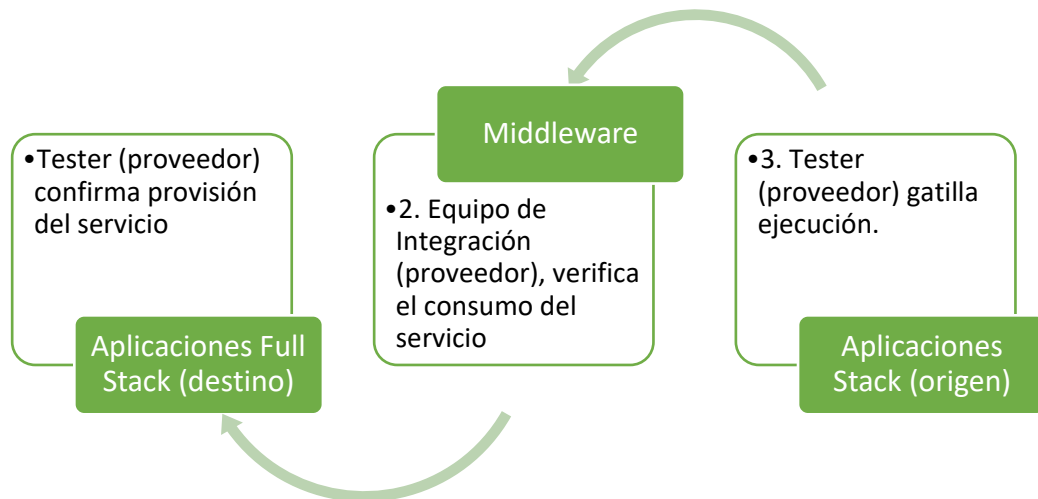 •Tester (proveedor)
confirma provisión
del servicio
Aplicaciones Full
Stack (destino)
Middleware
•2. Equipo de
Integración
(proveedor), verifica
el consumo del
servicio
•3. Tester
(proveedor) gatilla
ejecución.
Aplicaciones
Stack (origen)